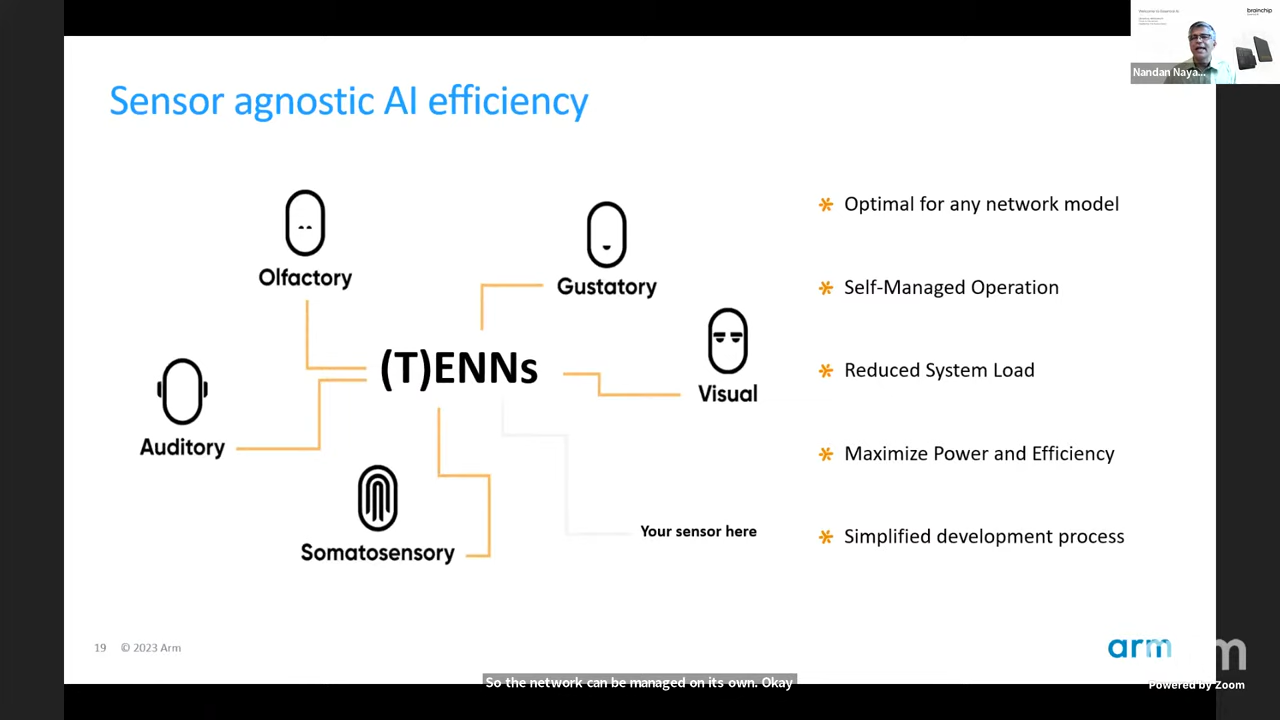 brainchip
Nandan Naya...
Sensor agnostic AI efficiency
Olfactory
Gustatory
(T)ENNs
Visual
Auditory
Somatosensory
Your sensor here
Optimal for any network model
Self-Managed Operation
Reduced System Load
Maximize Power and Efficiency
Simplified development process
19 © 2023 Arm
arm
m
Powered by Zoom
So the network can be managed on its own. Okay